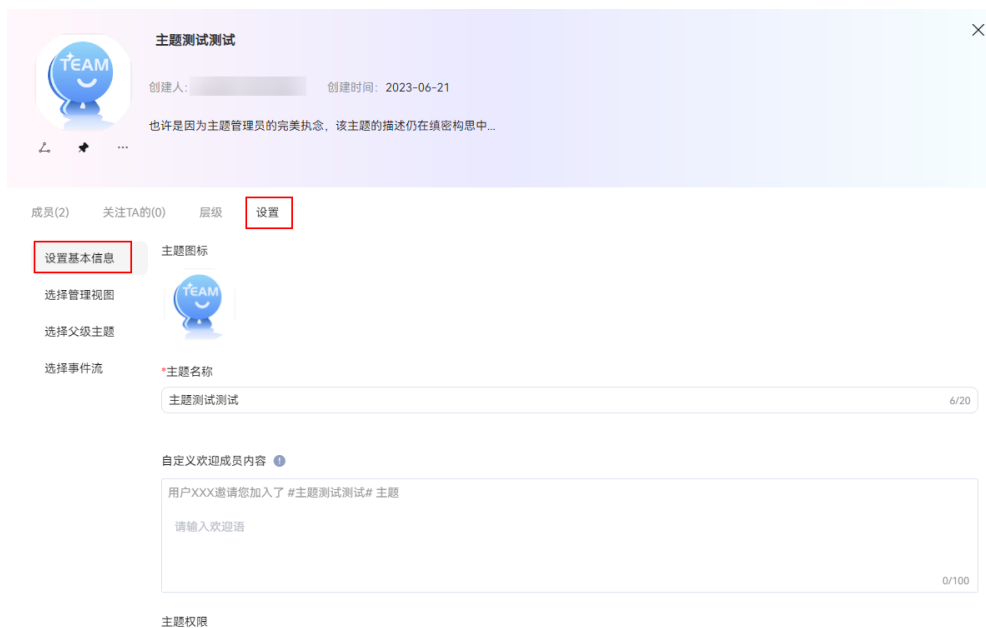 主题测试测试
TEAM
创建人:
创建时间: 2023-06-21
也许是因为主题管理员的完美执念，该主题的描述仍在缜密构思中...
成员(2) 关注TA的(0) 层级 设置
设置基本信息
选择管理视图
选择父级主题
选择事件流
主题图标
TEAM
*主题名称
主题测试测试
6/20
自定义欢迎成员内容
用户XXX邀请您加入了 #主题测试测试# 主题
请输入欢迎语
0/100
主题权限